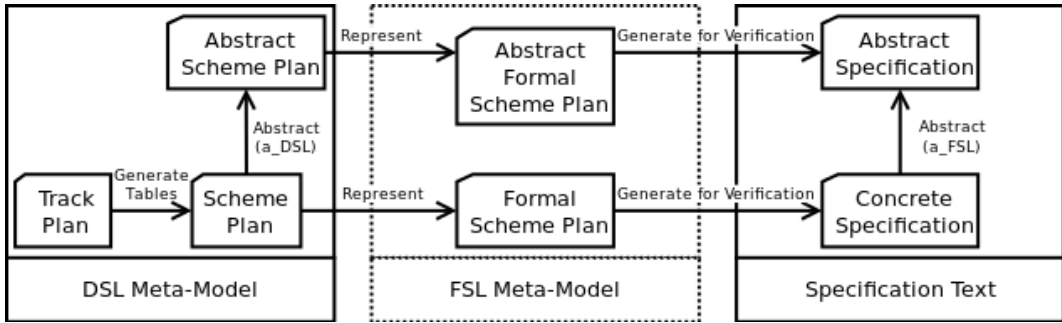 Abstract
Scheme Plan
Represent
Abstract
Formal
Scheme Plan
Generate for Verification
Abstract
Specification
Abstract
(a_DSL)
Abstract
(a_FSL)
Track
Plan
Generate
Tables
Scheme
Plan
Represent
Formal
Scheme Plan
Generate for Verification
Concrete
Specification
DSL Meta-Model
FSL Meta-Model
Specification Text